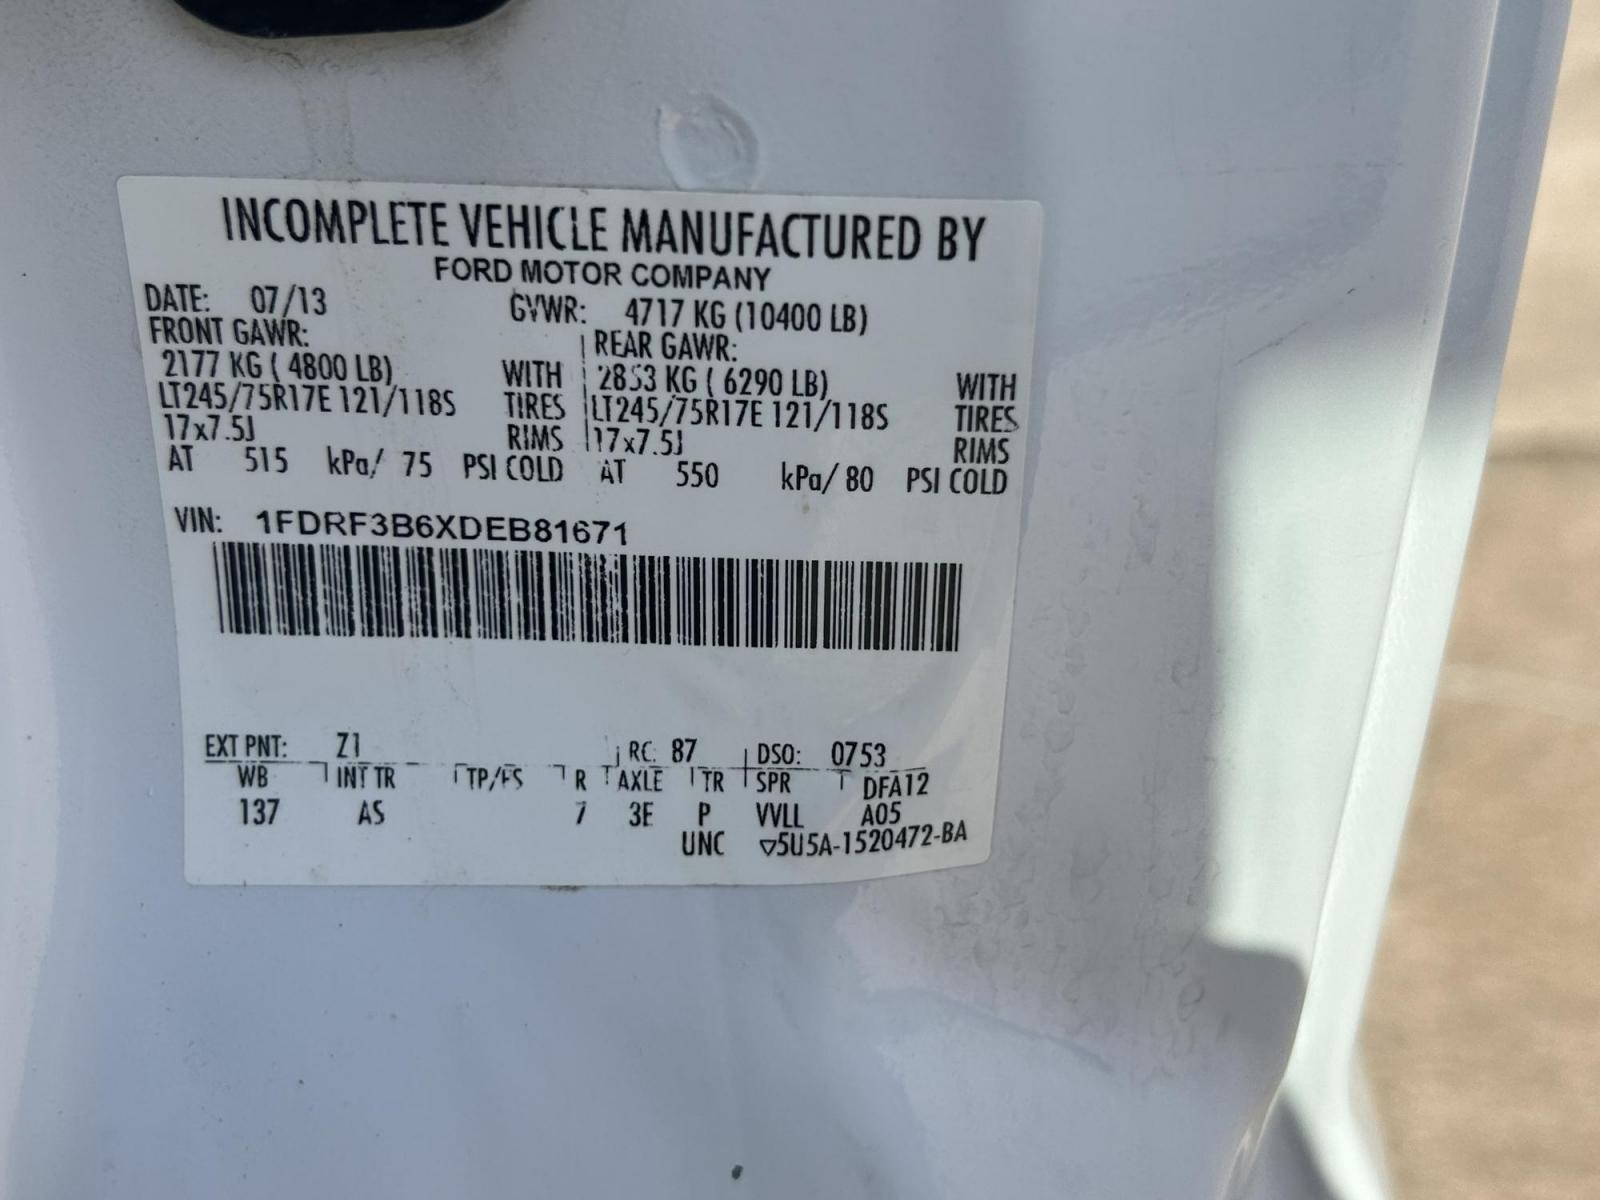 INCOMPLETE VEHICLE MANUFACTURED BY
FORD MOTOR COMPANY
DATE: 07/13 GVWR: 4717 KG (10400 LB)
FRONT GAWR: REAR GAWR:
2177 KG ( 4800 LB) WITH 2853 KG ( 6290 LB) WITH
LT245/75R17E 121/118S TIRES LT245/75R17E 121/118S TIRES
17x7.5J RIMS 17x7.5J RIMS
AT 515 kPa/ 75 PSI COLD AT 550 kPa/ 80 PSI COLD
VIN: 1FDRF3B6XDEB81671
EXT PNT: Z1 RC: 87 DSO: 0753
WB INT TR TP/PS R AXLE TR SPR DFA12
137 AS 7 3E P VVLL A05
UNC ▽5U5A-1520472-BA